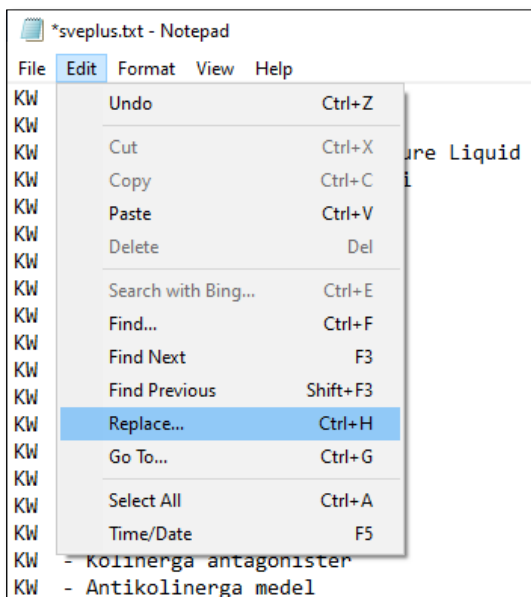 *sveplus.txt - Notepad
File Edit Format View Help
KW
Undo Ctrl+Z
KW
KW Cut Ctrl+X ure Liquid
KW Copy Ctrl+C i
KW Paste Ctrl+V
KW
KW Delete Del
KW Search with Bing... Ctrl+E
KW Find... Ctrl+F
KW
KW Find Next F3
KW Find Previous Shift+F3
KW Replace... Ctrl+H
KW Go To... Ctrl+G
KW
KW Select All Ctrl+A
KW Time/Date F5
KW - Kolinerga antagonister
KW - Antikolinerga medel